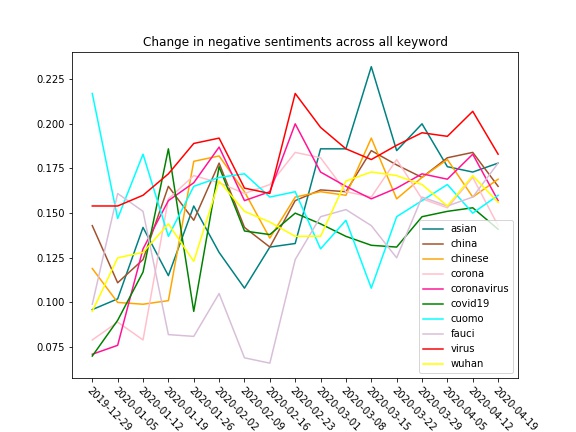 Change in negative sentiments across all keyword
0.225
0.200
0.175
0.150
0.125
0.100
0.075
asian
china
chinese
corona
coronavirus
covid19
cuomo
fauci
virus
wuhan
2019-12-29
2020-01-05
2020-01-12
2020-01-19
2020-01-26
2020-02-02
2020-02-09
2020-02-16
2020-02-23
2020-03-01
2020-03-08
2020-03-15
2020-03-22
2020-03-29
2020-04-05
2020-04-12
2020-04-19